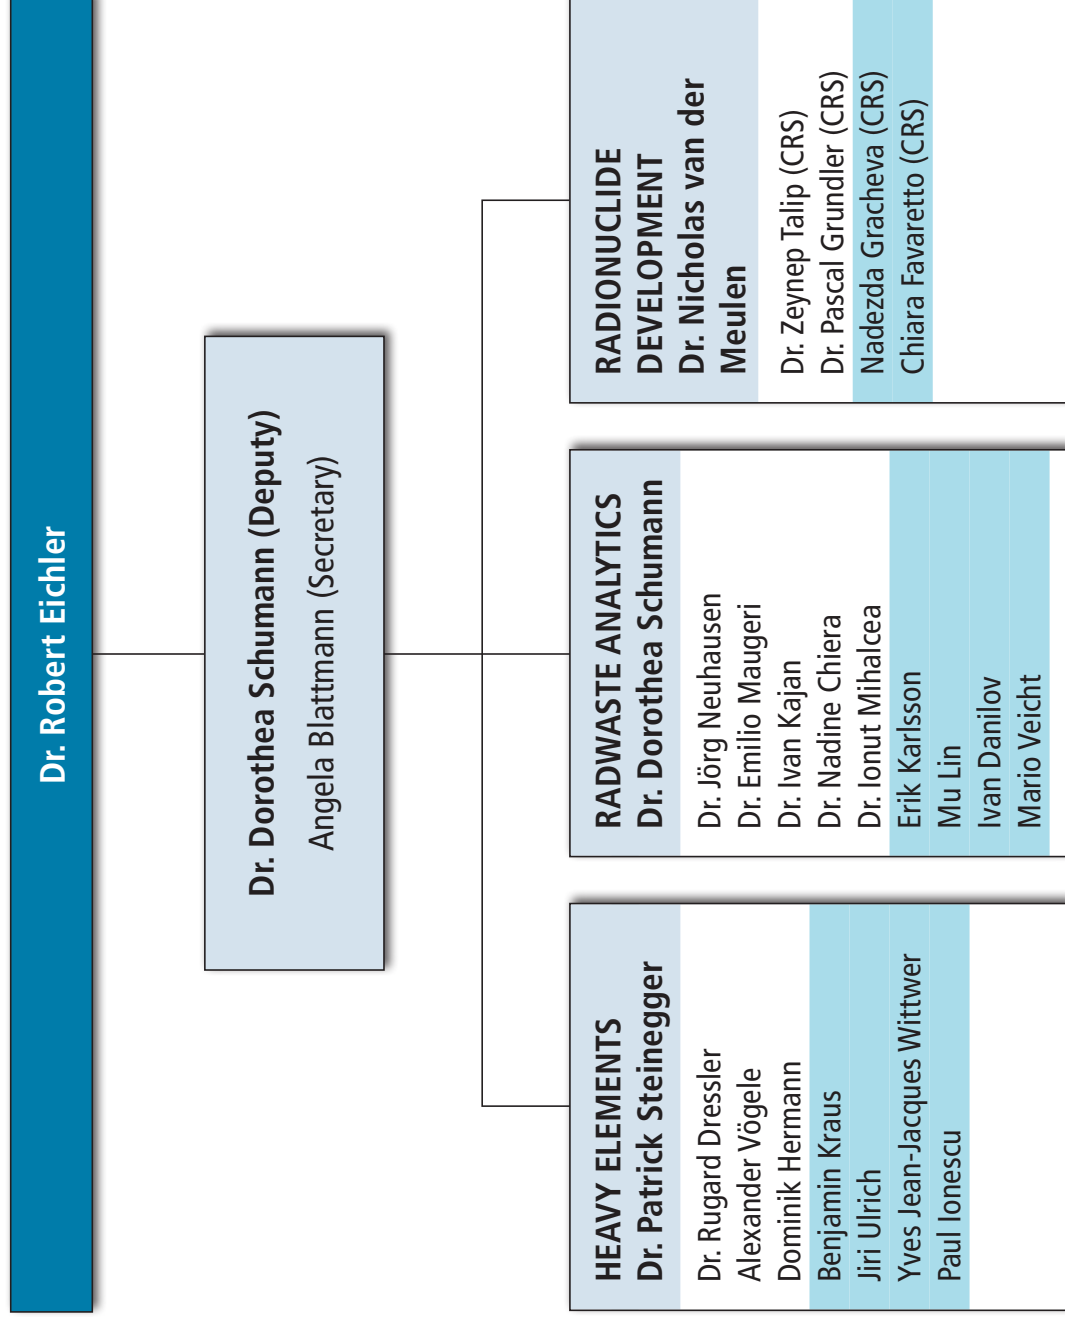 Dr. Robert Eichler
Dr. Dorothea Schumann (Deputy)
Angela Blattmann (Secretary)
HEAVY ELEMENTS
Dr. Patrick Steinegger
Dr. Rugard Dressler
Alexander Vögele
Dominik Hermann
Benjamin Kraus
Jiri Ulrich
Yves Jean-Jacques Wittwer
Paul Ionescu
RADWASTE ANALYTICS
Dr. Dorothea Schumann
Dr. Jörg Neuhausen
Dr. Emilio Maugeri
Dr. Ivan Kajan
Dr. Nadine Chiera
Dr. Ionut Mihalcea
Erik Karlsson
Mu Lin
Ivan Danilov
Mario Veicht
RADIONUCLIDE
DEVELOPMENT
Dr. Nicholas van der
Meulen
Dr. Zeynep Talip (CRS)
Dr. Pascal Grundler (CRS)
Nadezda Gracheva (CRS)
Chiara Favaretto (CRS)